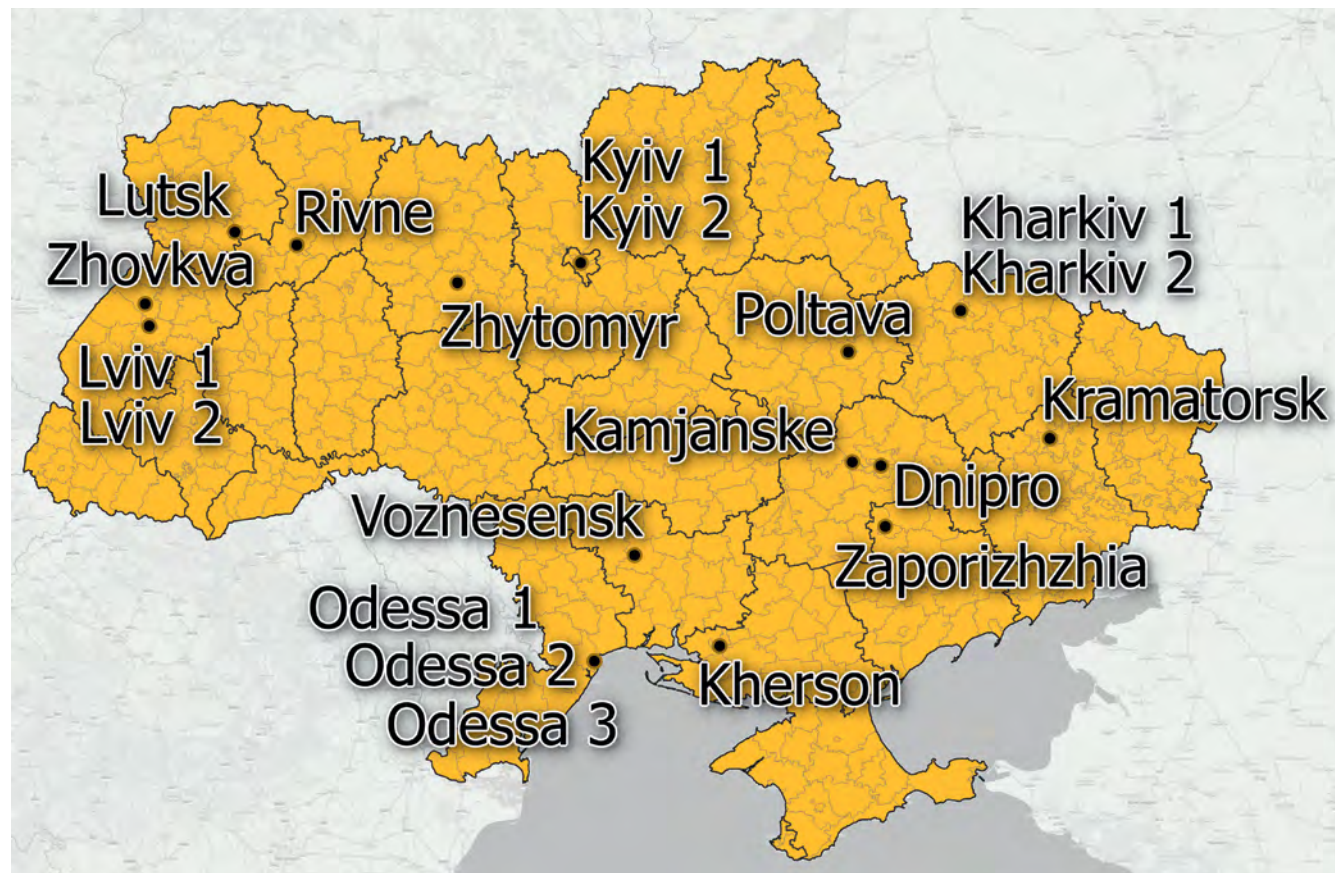 Kyiv 1
Kyiv 2
Lutsk
Rivne
Kharkiv 1
Kharkiv 2
Zhovkva
Zhytomyr
Poltava
Lviv 1
Lviv 2
Kramatorsk
Kamjanske
Dnipro
Voznesensk
Zaporizhzhia
Odessa 1
Odessa 2
Odessa 3
Kherson